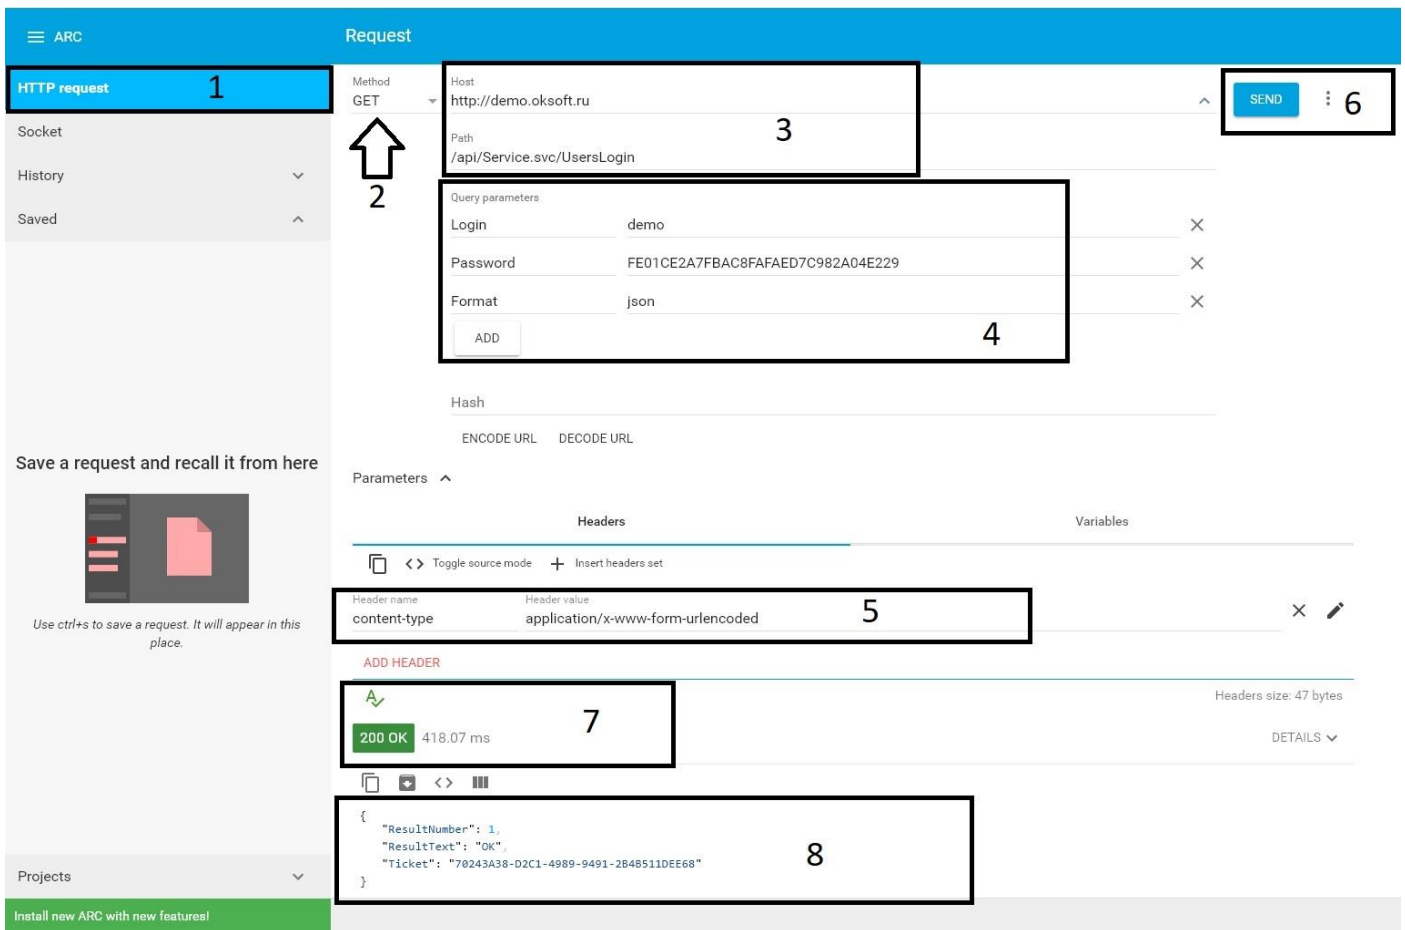 ARC
Request
HTTP request
1
Socket
History
Saved
Save a request and recall it from here
Use ctrl+s to save a request. It will appear in this
place.
Projects
Install new ARC with new features!
Method
GET
2
Host
http://demo.oksoft.ru
Path
/api/Service.svc/UsersLogin
3
SEND
6
Query parameters
Login demo
Password FE01CE2A7FBAC8FAFAED7C982A04E229
Format json
ADD
4
Hash
ENCODE URL DECODE URL
Parameters
Headers Variables
Toggle source mode Insert headers set
Header name Header value
content-type application/x-www-form-urlencoded
5
ADD HEADER
Headers size: 47 bytes
200 OK 418.07 ms
7
DETAILS
{
"ResultNumber": 1,
"ResultText": "OK",
"Ticket": "70243A38-D2C1-4989-9491-2B4B511DEE68"
}
8